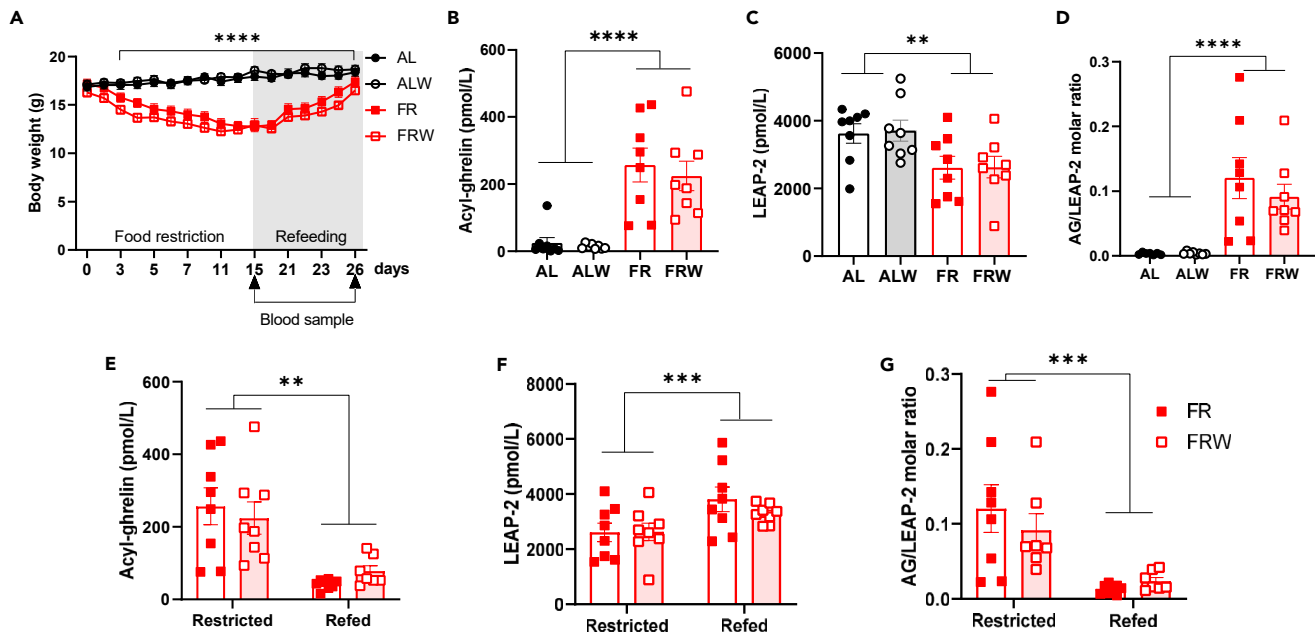 A
Body weight (g)
20
15
10
5
0
****
AL
ALW
FR
FRW
Food restriction
Refeeding
0 3 5 7 11 15 21 23 26 days
Blood sample
B
Acyl-ghrelin (pmol/L)
600
400
200
0
****
AL ALW FR FRW
C
LEAP-2 (pmol/L)
6000
4000
2000
0
**
AL ALW FR FRW
D
AG/LEAP-2 molar ratio
0.3
0.2
0.1
0.0
****
AL ALW FR FRW
E
Acyl-ghrelin (pmol/L)
600
400
200
0
**
Restricted Refed
F
LEAP-2 (pmol/L)
8000
6000
4000
2000
0
***
Restricted Refed
G
AG/LEAP-2 molar ratio
0.3
0.2
0.1
0.0
***
FR
FRW
Restricted Refed